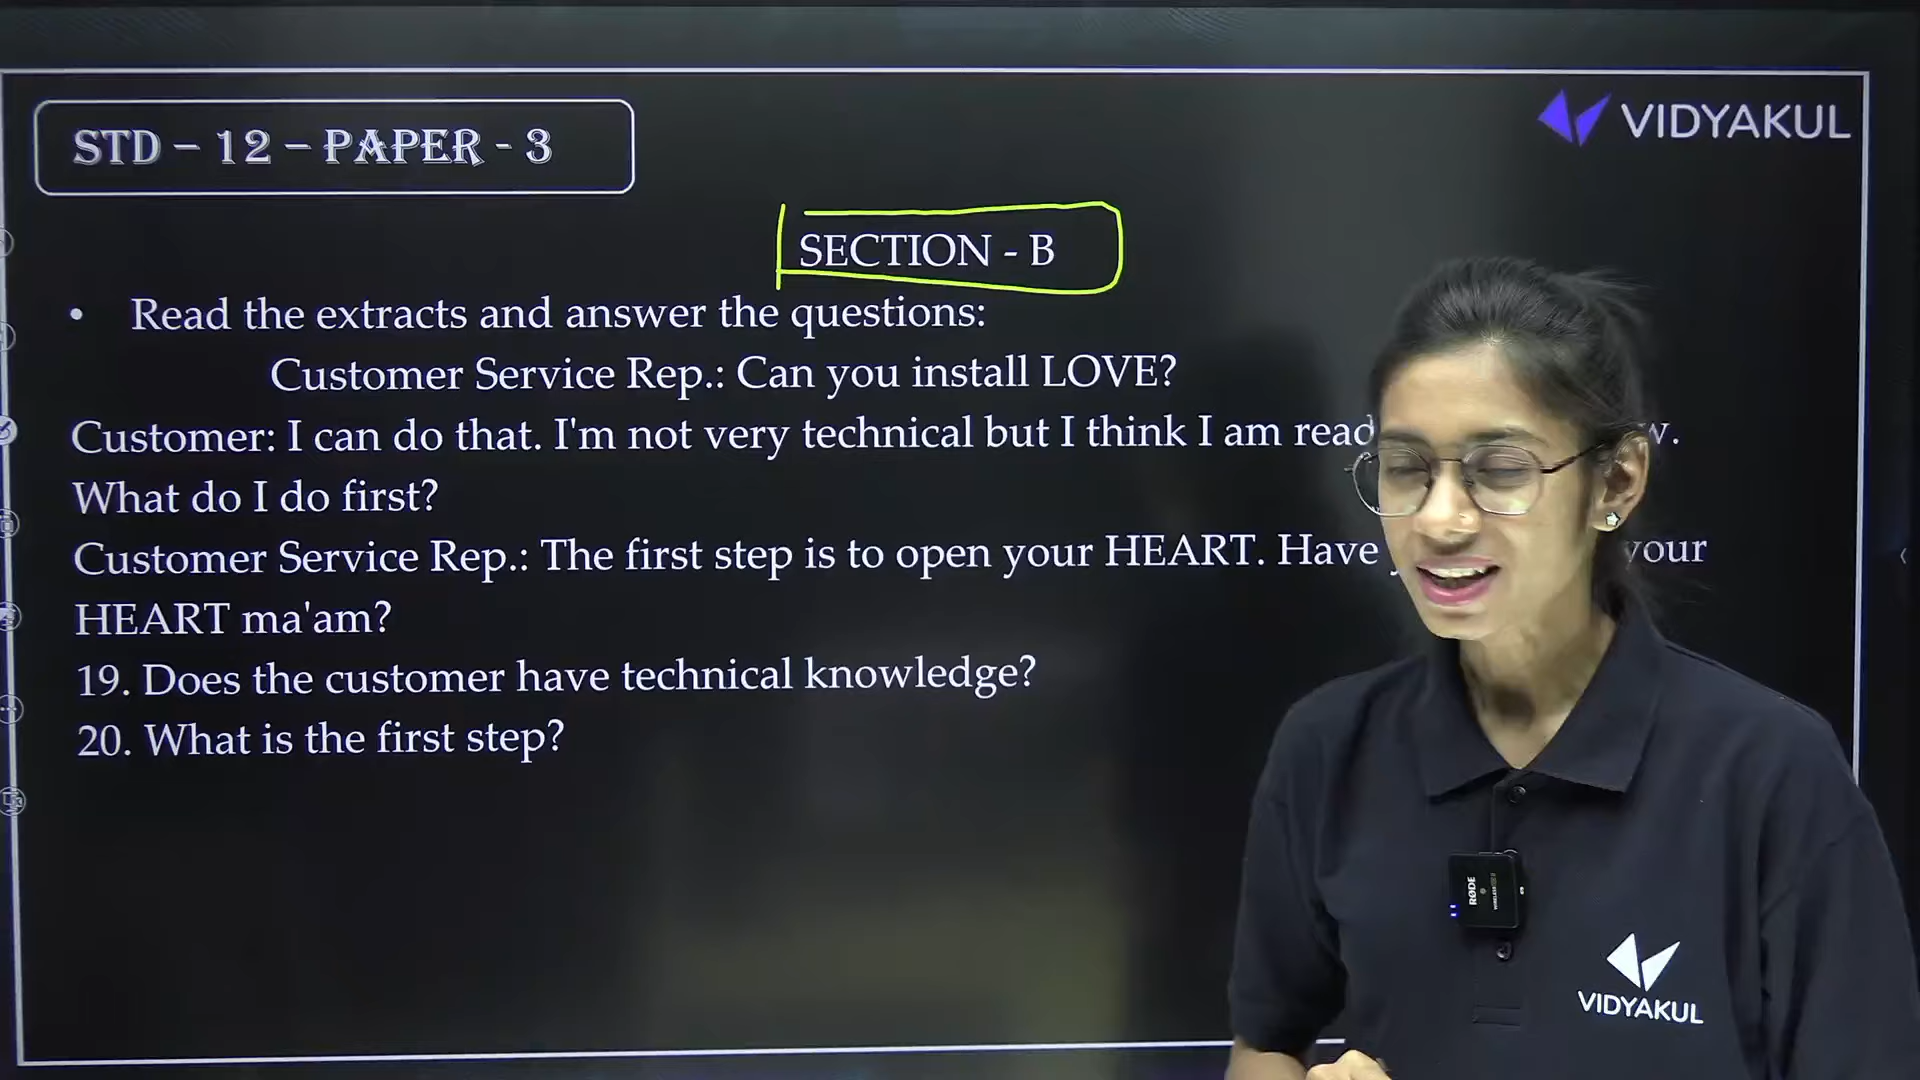 STD – 12 – PAPER - 3
VIDYAKUL
SECTION - B
• Read the extracts and answer the questions:
Customer Service Rep.: Can you install LOVE?
Customer: I can do that. I'm not very technical but I think I am w.
What do I do first?
Customer Service Rep.: The first step is to open your HEART. Have your
HEART ma'am?
19. Does the customer have technical knowledge?
20. What is the first step?
RØDE
WIRELESS
VIDYAKUL